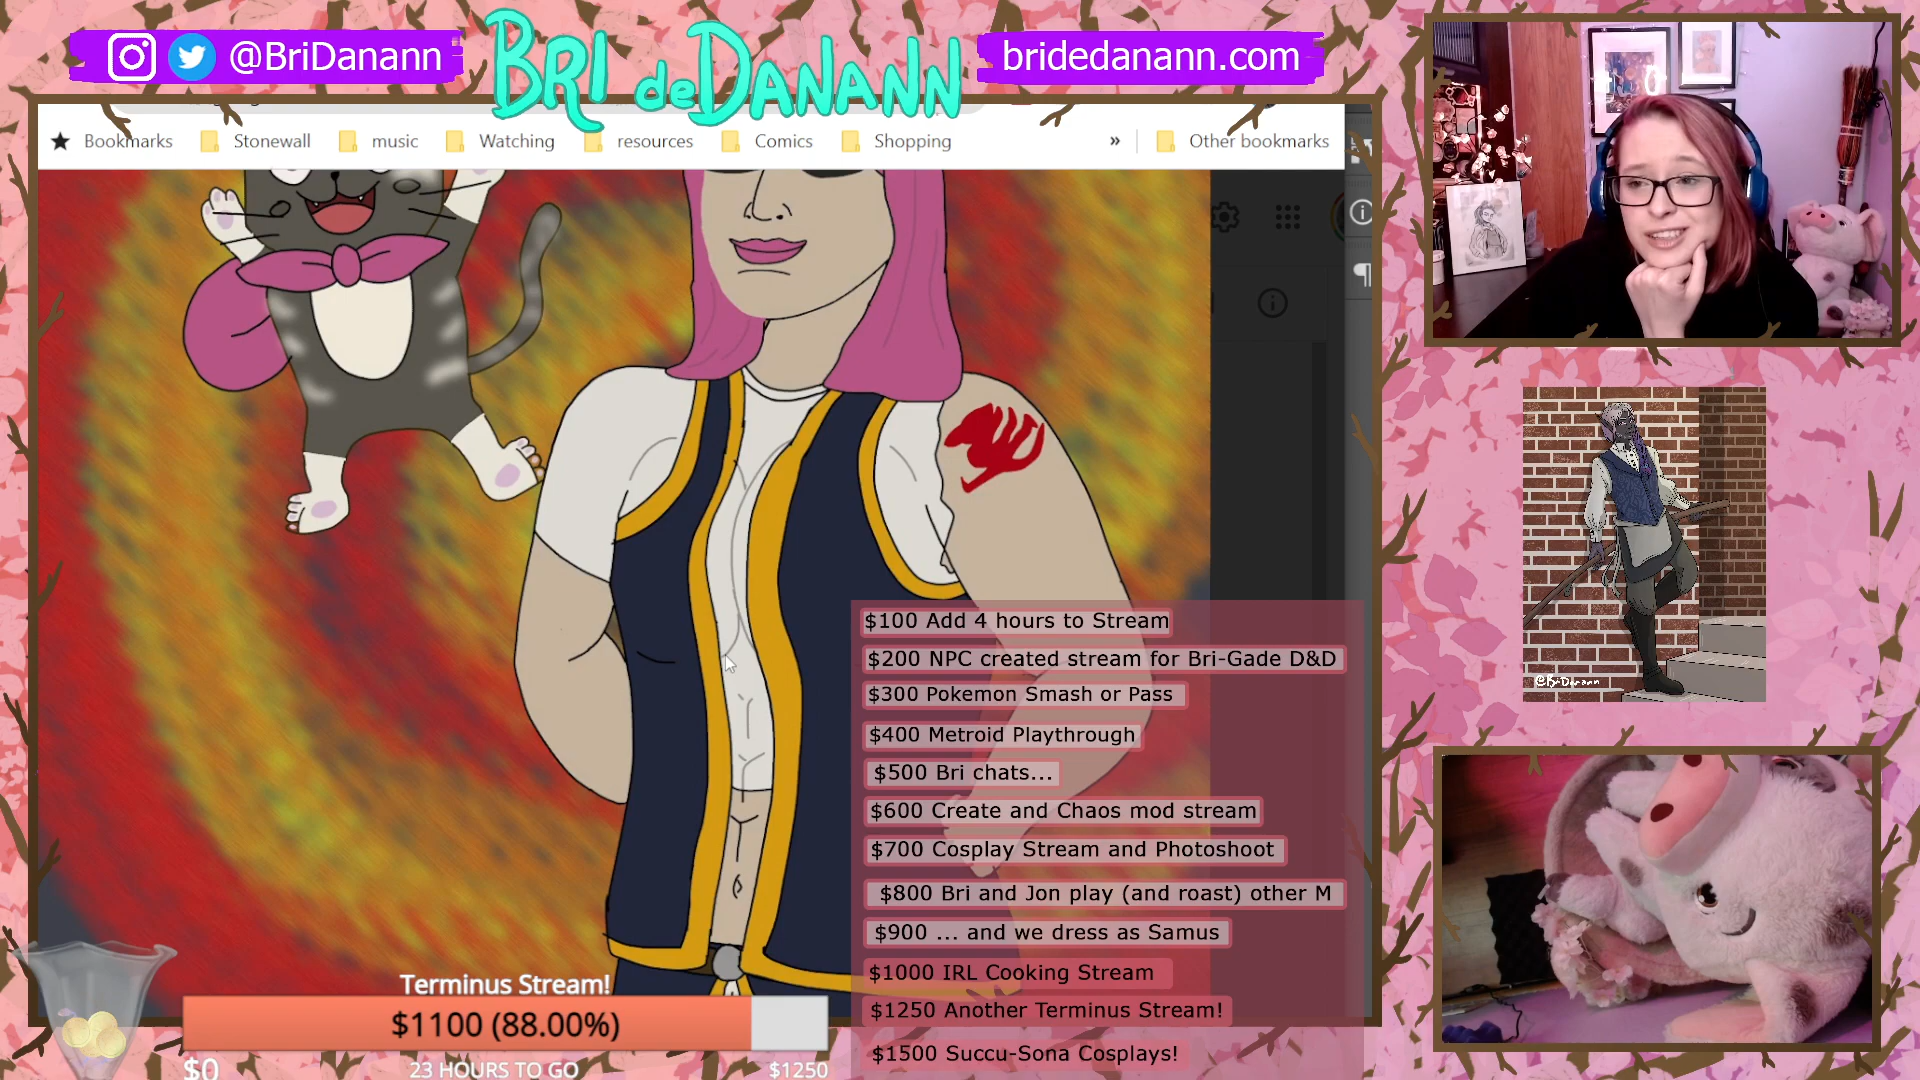 @BriDanann
BRI deDANANN
bridedanann.com
Bookmarks
Stonewall
music
Watching
resources
Comics
Shopping
»
Other bookmarks
$100 Add 4 hours to Stream
$200 NPC created stream for Bri-Gade D&D
$300 Pokemon Smash or Pass
$400 Metroid Playthrough
$500 Bri chats...
$600 Create and Chaos mod stream
$700 Cosplay Stream and Photoshoot
$800 Bri and Jon play (and roast) other M
$900 ... and we dress as Samus
$1000 IRL Cooking Stream
$1250 Another Terminus Stream!
$1500 Succu-Sona Cosplays!
Terminus Stream!
$1100 (88.00%)
$0
23 HOURS TO GO
$1250
@BriDanann